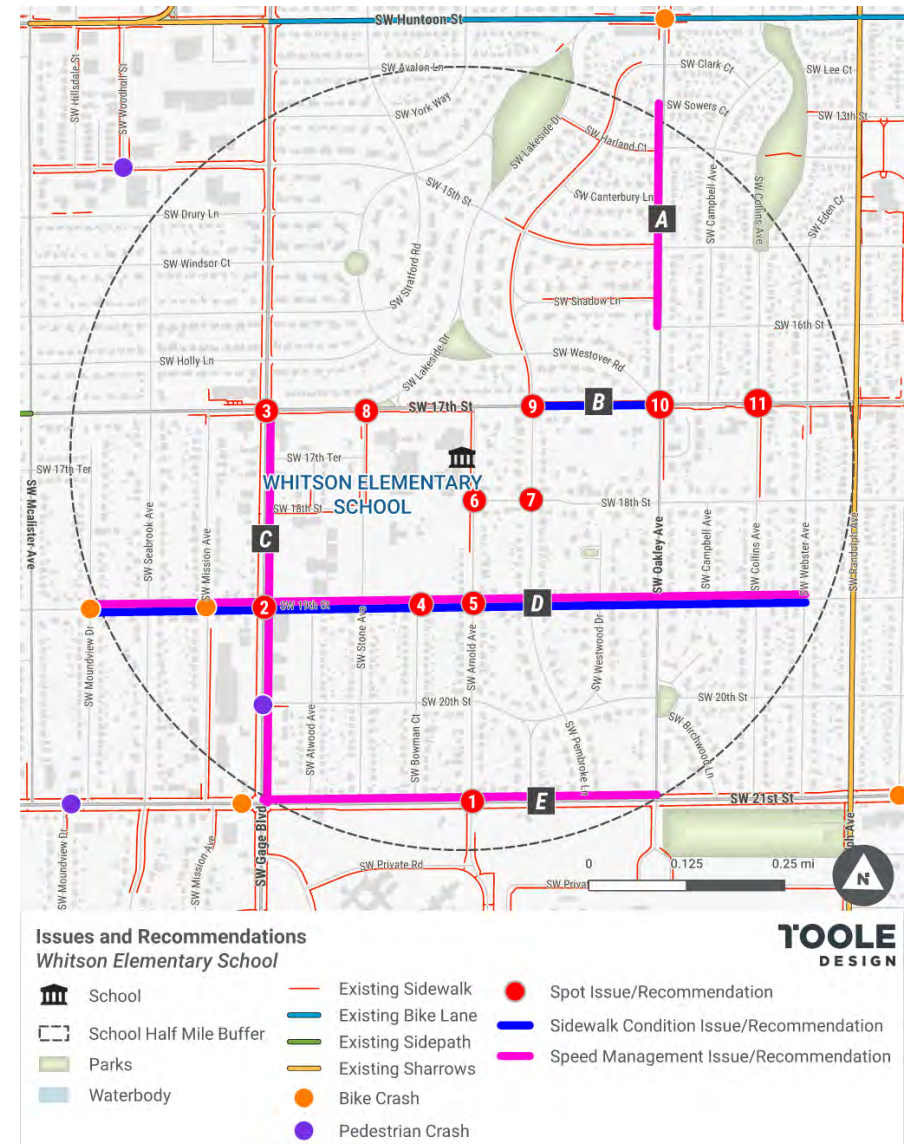 SW Huntoon St
SW Hillsdale St
SW Woodhull St
SW Avalon Ln
SW Clark Ct
SW Lee Ct
SW York Way
SW Sowers Ct
SW Lakeside Dr
SW 13th St
SW Harland Ct
SW 15th St
SW Canterbury Ln
SW Campbell Ave
SW Collins Ave
SW Eden Cr
A
SW Drury Ln
SW Stratford Rd
SW Windsor Ct
SW Shadow Ln
SW 16th St
SW Holly Ln
SW Lakeside Dr
SW Westover Rd
3
8
SW 17th St
9
B
10
11
SW 17th Ter
SW 17th Ter
WHITSON ELEMENTARY
SCHOOL
SW 18th St
6
7
SW 18th St
SW Mcalister Ave
SW Seabrook Ave
SW Mission Ave
C
SW Oakley Ave
SW Campbell Ave
SW Collins Ave
SW Webster Ave
SW Randolph Ave
2
SW 19th St
4
5
D
SW Moundview Dr
SW Stone Ave
SW Arnold Ave
SW Westwood Dr
SW 20th St
SW 20th St
SW Atwood Ave
SW Bowman Ct
SW Pembroke Ln
SW Birchwood Ln
1
E
SW 21st St
SW Moundview Dr
SW Mission Ave
SW Gage Blvd
ph Ave
SW Private Rd
SW Privat
0
0.125
0.25 mi
N
Issues and Recommendations
Whitson Elementary School
TOOLE
DESIGN
School
School Half Mile Buffer
Parks
Waterbody
Existing Sidewalk
Existing Bike Lane
Existing Sidepath
Existing Sharrows
Bike Crash
Pedestrian Crash
Spot Issue/Recommendation
Sidewalk Condition Issue/Recommendation
Speed Management Issue/Recommendation